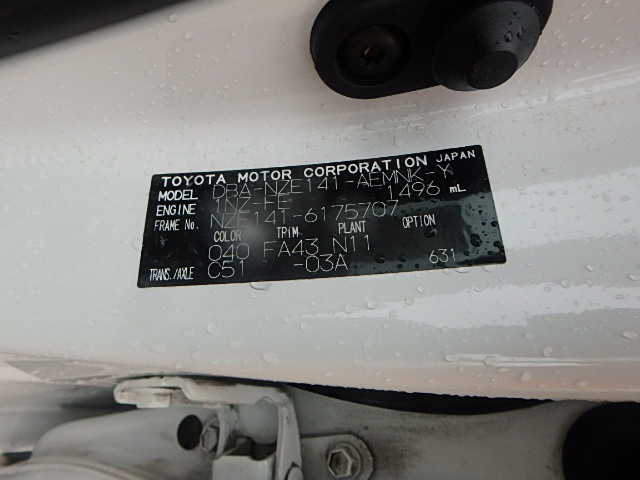 TOYOTA MOTOR CORPORATION JAPAN
MODEL DBA-NZE141-AEMNK-Y
ENGINE 1NZ-FE 1496 mL
FRAME No. NZE141-6175707
COLOR TRIM PLANT OPTION
040 FA43 N11
TRANS./AXLE C51 -03A 631